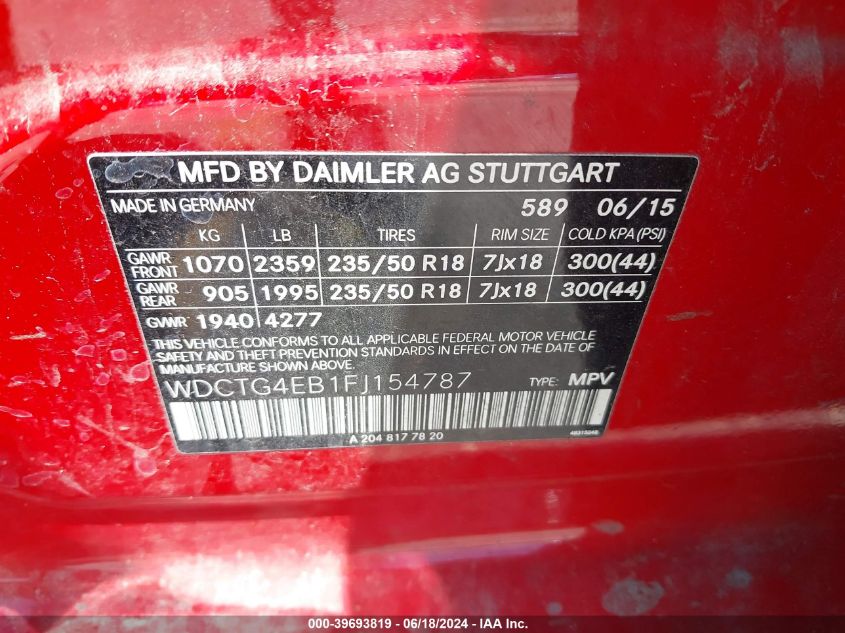 MFD BY DAIMLER AG STUTTGART
MADE IN GERMANY 589 06/15
KG LB TIRES RIM SIZE COLD KPA (PSI)
GAWR FRONT 1070 2359 235/50 R18 7Jx18 300(44)
GAWR REAR 905 1995 235/50 R18 7Jx18 300(44)
GVWR 1940 4277
THIS VEHICLE CONFORMS TO ALL APPLICABLE FEDERAL MOTOR VEHICLE
SAFETY AND THEFT PREVENTION STANDARDS IN EFFECT ON THE DATE OF
MANUFACTURE SHOWN ABOVE.
WDCTG4EB1FJ154787 TYPE: MPV
A 204 817 78 20
000-39693819 - 06/18/2024 - IAA Inc.